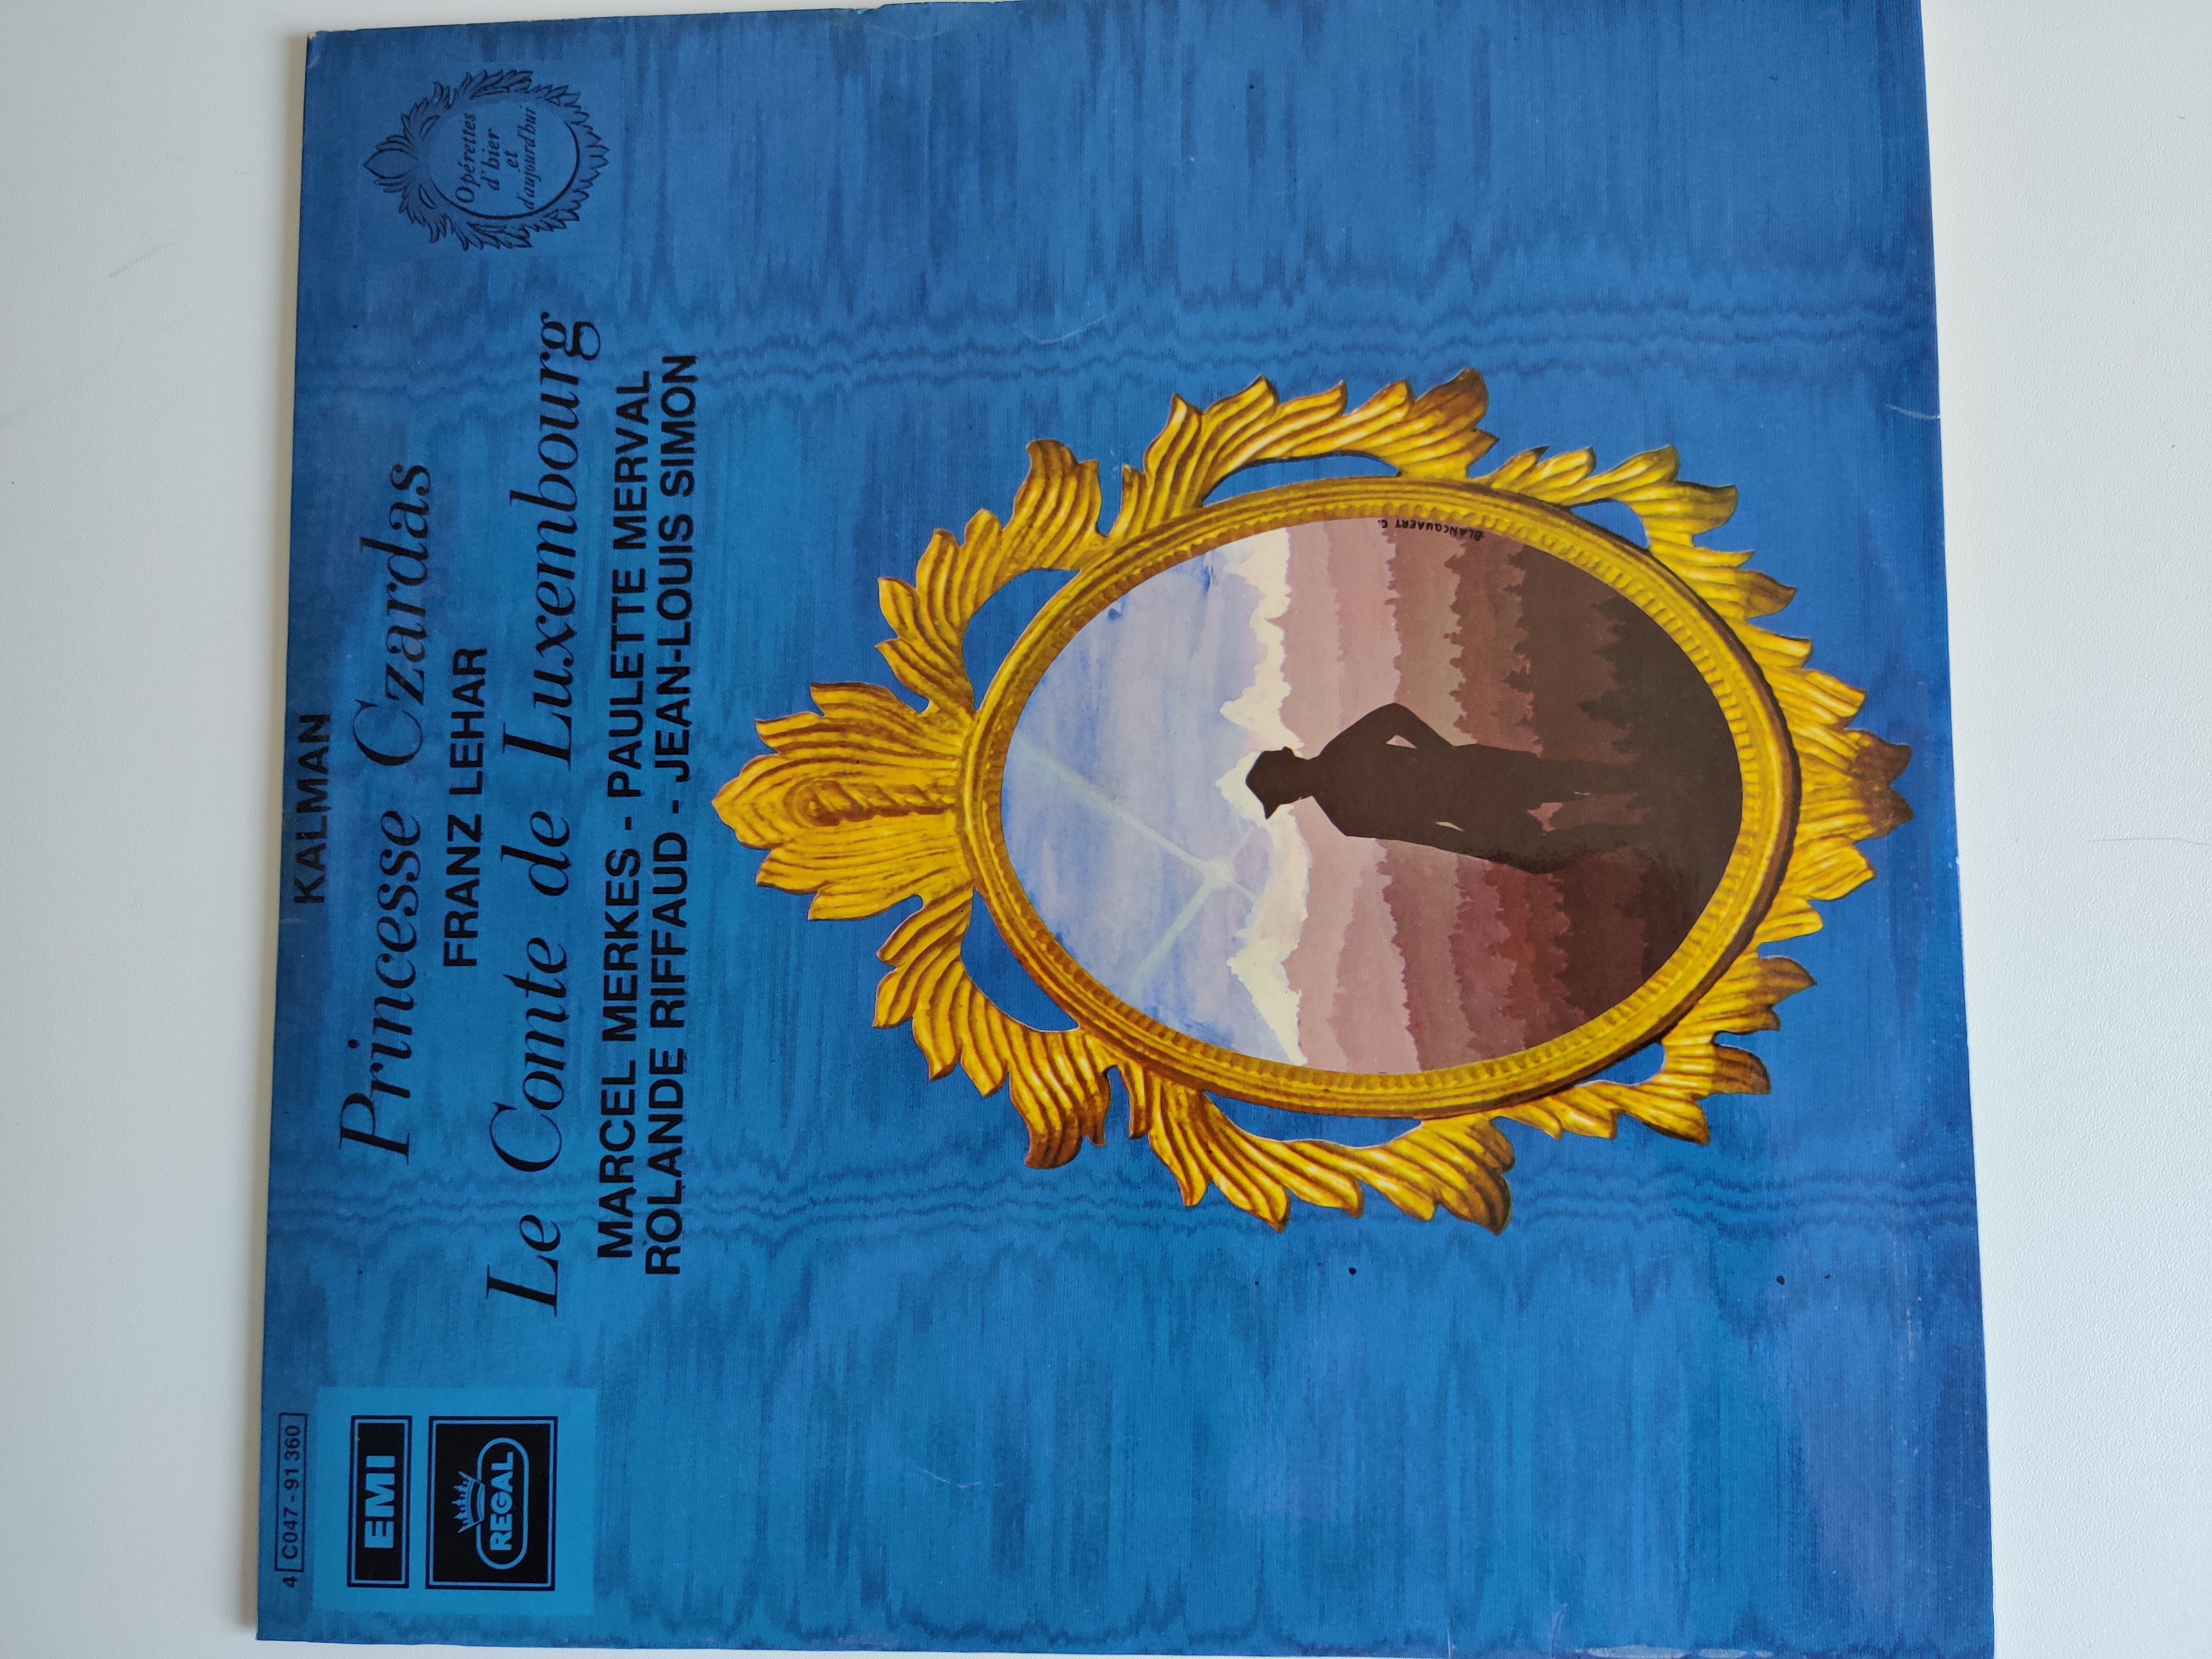 4 C047 - 91 360
EMI
REGAL
KALMAN
Princesse Czardas
FRANZ LEHAR
Le Comte de Luxembourg
MARCEL MERKES - PAULETTE MERVAL
ROLANDE RIFFAUD - JEAN-LOUIS SIMON
Opérettes
d'hier
et
d'aujourd'hui
BLANCQUAERT G.